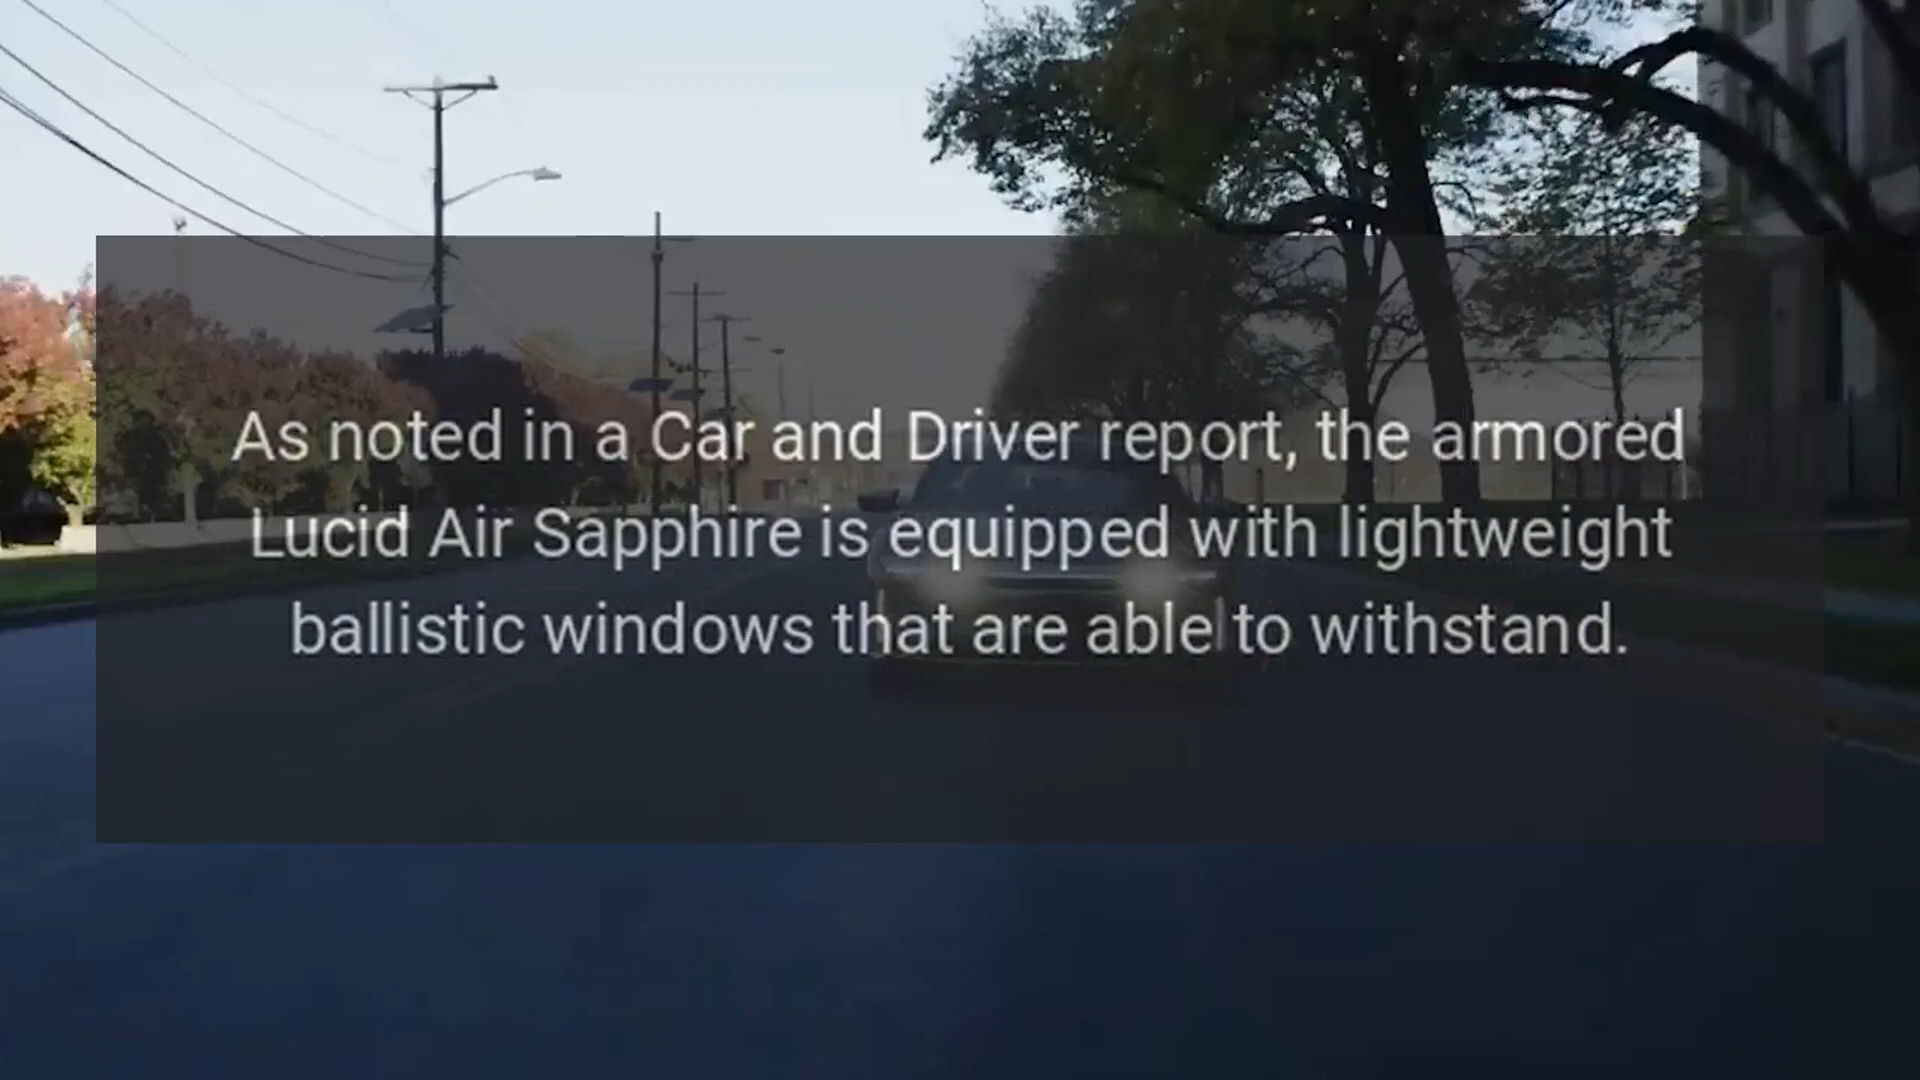 As noted in a Car and Driver report, the armored
Lucid Air Sapphire is equipped with lightweight
ballistic windows that are able to withstand.